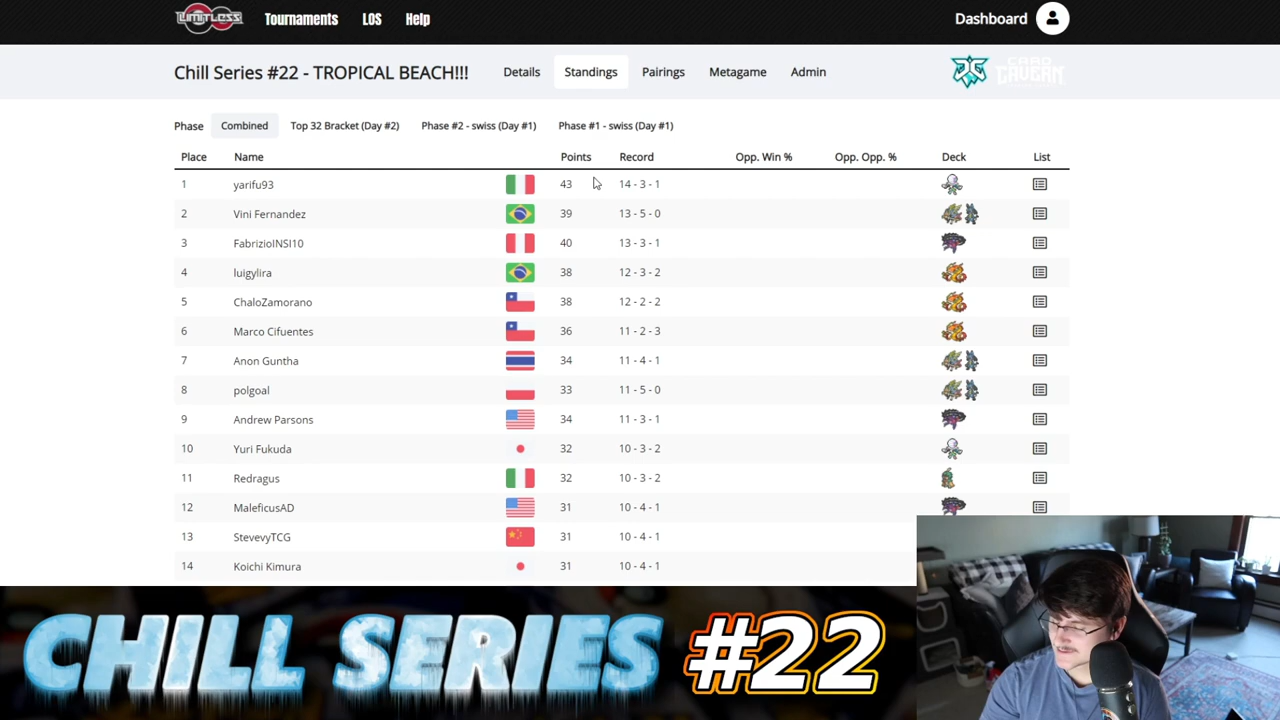 LIMITLESS Tournaments LOS Help Dashboard
Chill Series #22 - TROPICAL BEACH!!! Details Standings Pairings Metagame Admin CARD CAVERN
Phase Combined Top 32 Bracket (Day #2) Phase #2 - swiss (Day #1) Phase #1 - swiss (Day #1)
Place Name Points Record Opp. Win % Opp. Opp. % Deck List
1 yarifu93 43 14 - 3 - 1
2 Vini Fernandez 39 13 - 5 - 0
3 FabrizioINSI10 40 13 - 3 - 1
4 luigylira 38 12 - 3 - 2
5 ChaloZamorano 38 12 - 2 - 2
6 Marco Cifuentes 36 11 - 2 - 3
7 Anon Guntha 34 11 - 4 - 1
8 polgoal 33 11 - 5 - 0
9 Andrew Parsons 34 11 - 3 - 1
10 Yuri Fukuda 32 10 - 3 - 2
11 Redragus 32 10 - 3 - 2
12 MaleficusAD 31 10 - 4 - 1
13 StevevyTCG 31 10 - 4 - 1
14 Koichi Kimura 31 10 - 4 - 1
CHILL SERIES #22